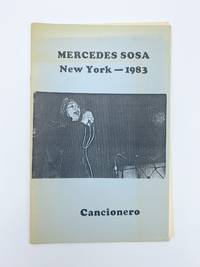 MERCEDES SOSA
New York—1983
Cancionero